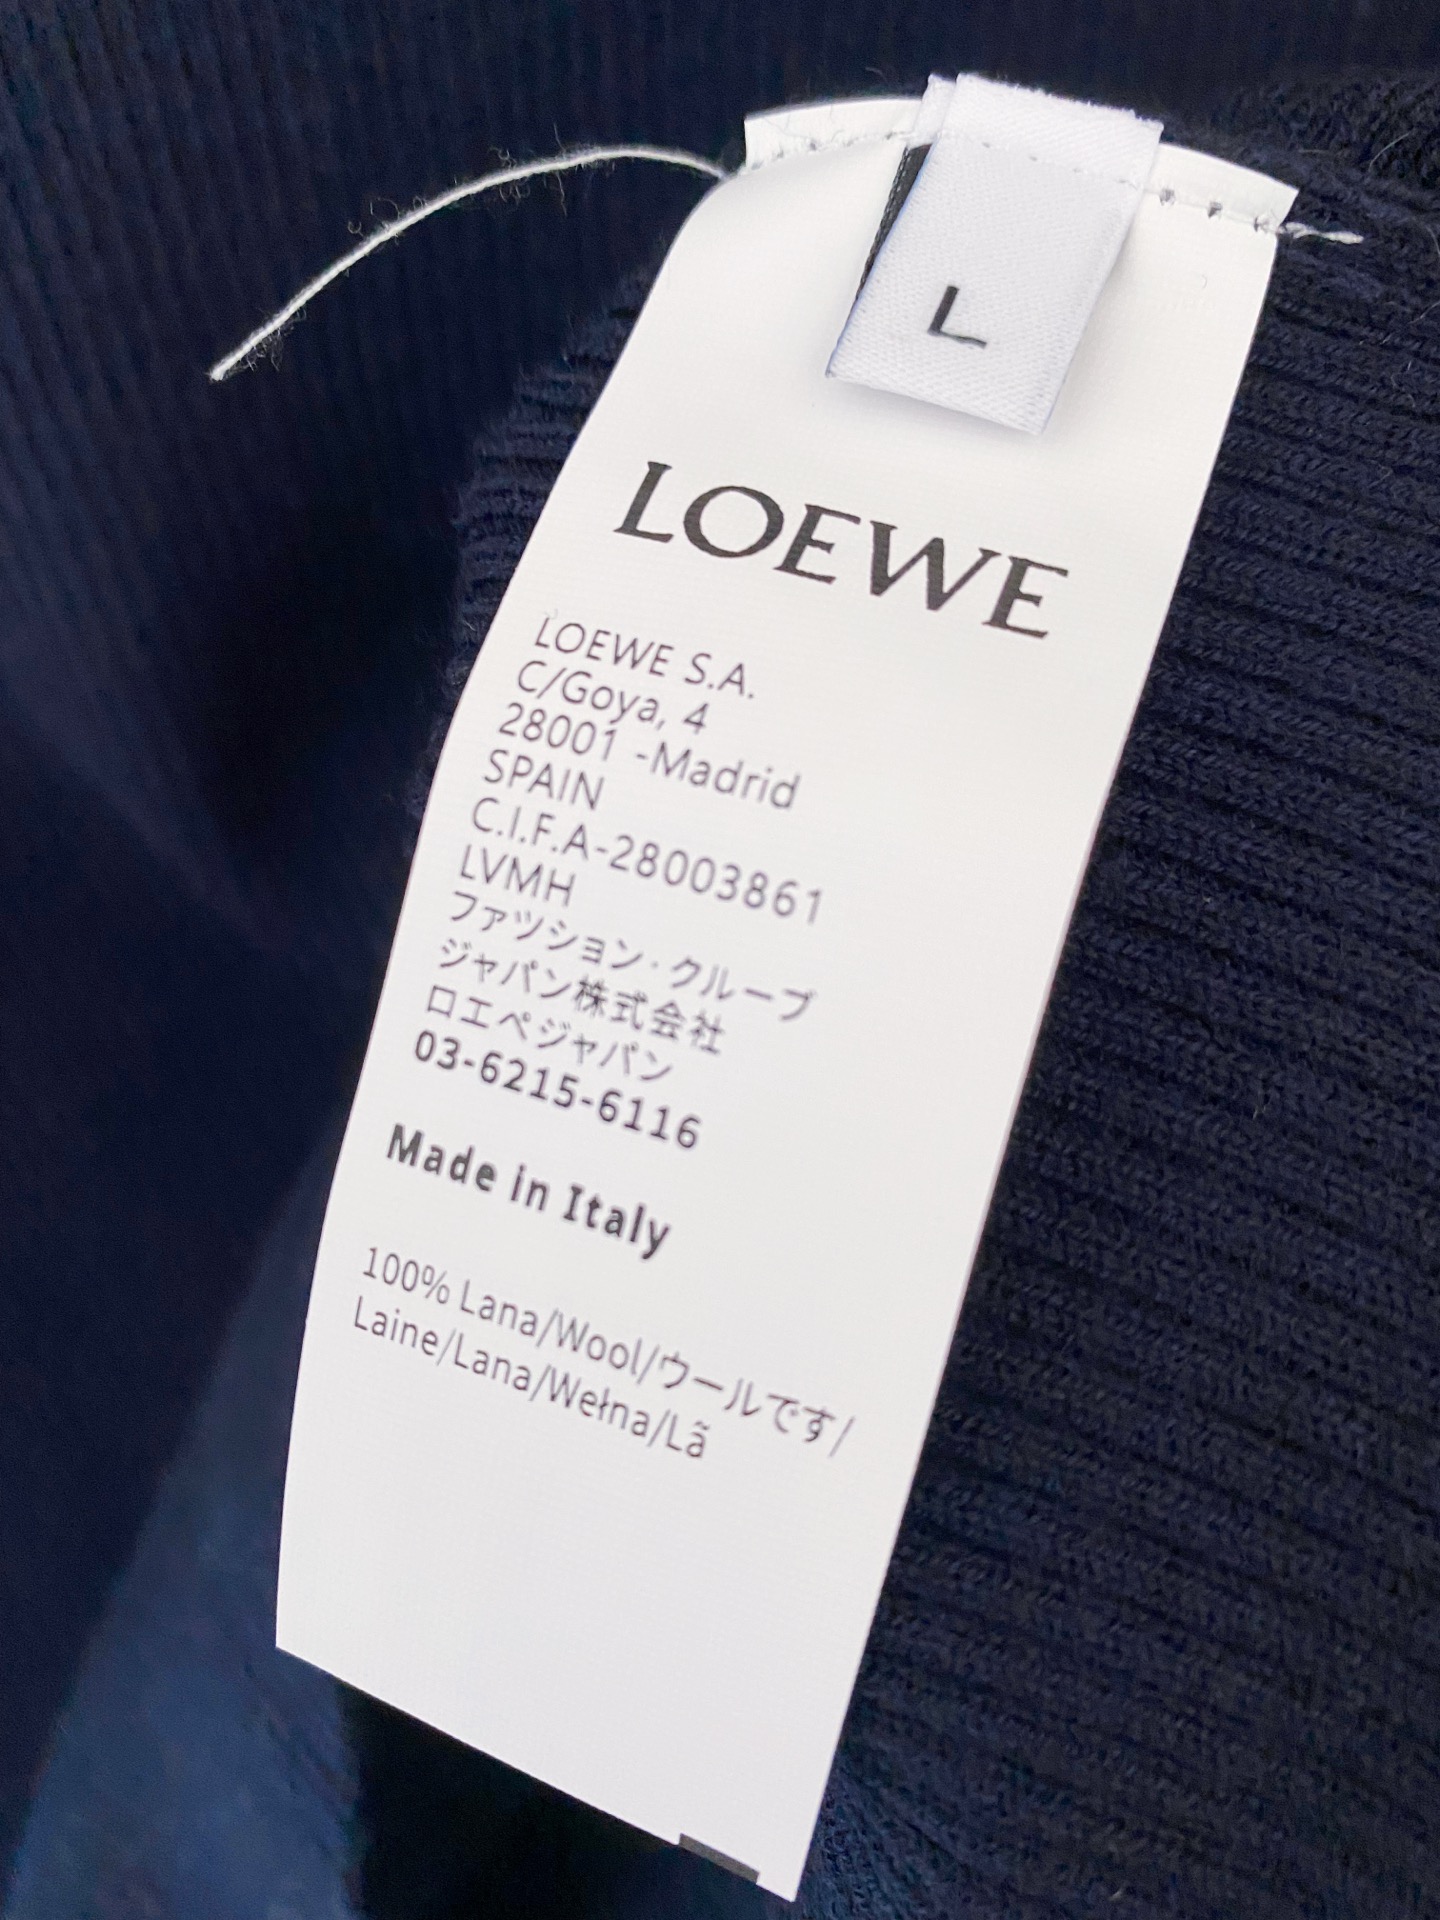 L
LOEWE
LOEWE S.A.
C/Goya, 4
28001 -Madrid
SPAIN
C.I.F.A-28003861
LVMH
ファツション·クループ
ジャパン株式会社
ロエペジャパン
03-6215-6116
Made in Italy
100% Lana/Wool/ウールです/
Laine/Lana/Wełna/Lã